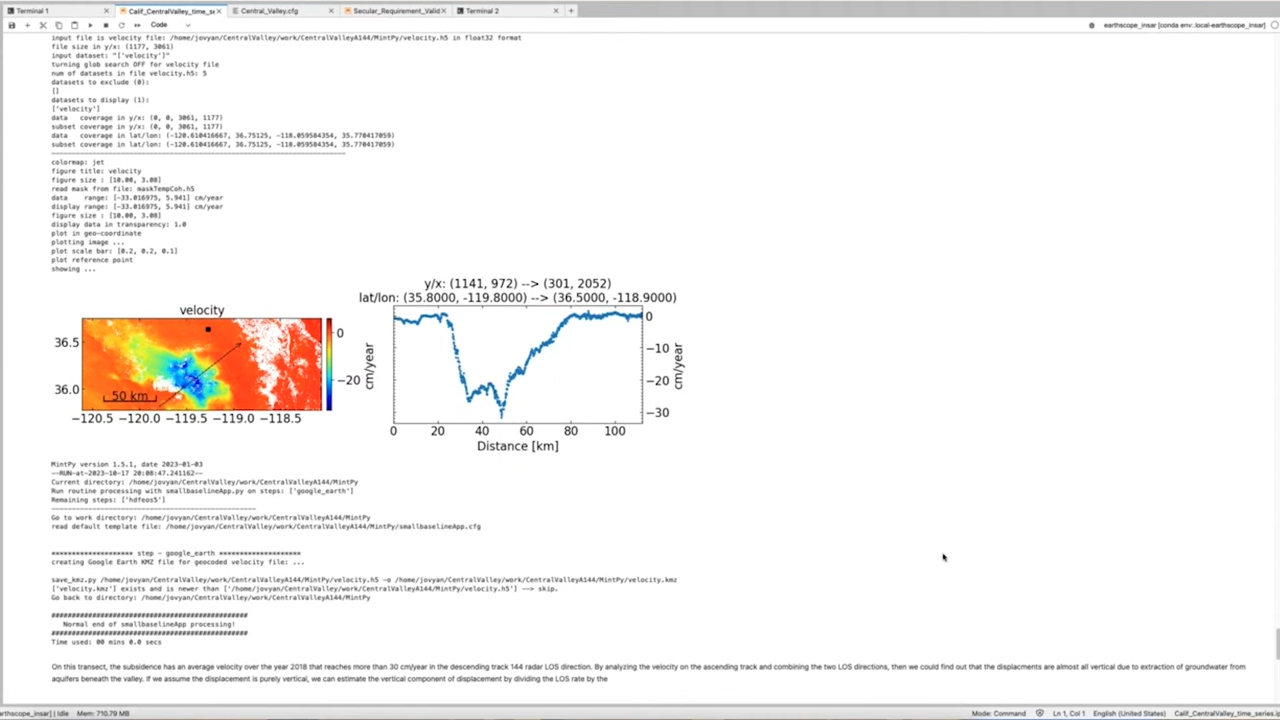 Terminal 1
Calif_CentralValley_time_s
Central_Valley.cfg
Secular_Requirement_Valid
Terminal 2
Code
earthscope_insar [conda env: local-earthscope_insar]
input file is velocity file: /home/jovyan/CentralValley/work/CentralValleyA144/MintPy/velocity.h5 in float32 format
file size in y/x: (1177, 3061)
input dataset: "['velocity']"
turning glob search OFF for velocity file
num of datasets in file velocity.h5: 5
datasets to exclude (0):
[]
datasets to display (1):
['velocity']
data   coverage in y/x: (0, 0, 3061, 1177)
subset coverage in y/x: (0, 0, 3061, 1177)
data   coverage in lat/lon: (-120.610416667, 36.75125, -118.059584354, 35.770417059)
subset coverage in lat/lon: (-120.610416667, 36.75125, -118.059584354, 35.770417059)
colormap: jet
figure title: velocity
figure size : [10.00, 3.08]
read mask from file: maskTempCoh.h5
data    range: [-33.016975, 5.941] cm/year
display range: [-33.016975, 5.941] cm/year
figure size : [10.00, 3.08]
display data in transparency: 1.0
plot in geo-coordinate
plotting image ...
plot scale bar: [0.2, 0.2, 0.1]
plot reference point
showing ...
y/x: (1141, 972) --> (301, 2052)
lat/lon: (35.8000, -119.8000) --> (36.5000, -118.9000)
velocity
36.5
36.0
50 km
−120.5 −120.0 −119.5 −119.0 −118.5
0
−20
cm/year
0
−10
−20
−30
cm/year
0 20 40 60 80 100
Distance [km]
MintPy version 1.5.1, date 2023-01-03
--RUN-at-2023-10-17 20:08:47.241162--
Current directory: /home/jovyan/CentralValley/work/CentralValleyA144/MintPy
Run routine processing with smallbaselineApp.py on steps: ['google_earth']
Remaining steps: ['hdfeos5']
Go to work directory: /home/jovyan/CentralValley/work/CentralValleyA144/MintPy
read default template file: /home/jovyan/CentralValley/work/CentralValleyA144/MintPy/smallbaselineApp.cfg
******************** step - google_earth ********************
creating Google Earth KMZ file for geocoded velocity file: ...
save_kmz.py /home/jovyan/CentralValley/work/CentralValleyA144/MintPy/velocity.h5 -o /home/jovyan/CentralValley/work/CentralValleyA144/MintPy/velocity.kmz
['velocity.kmz'] exists and is newer than ['/home/jovyan/CentralValley/work/CentralValleyA144/MintPy/velocity.h5'] --> skip.
Go back to directory: /home/jovyan/CentralValley/work/CentralValleyA144/MintPy
################################################
Normal end of smallbaselineApp processing!
################################################
Time used: 00 mins 0.0 secs
On this transect, the subsidence has an average velocity over the year 2018 that reaches more than 30 cm/year in the descending track 144 radar LOS direction. By analyzing the velocity on the ascending track and combining the two LOS directions, then we could find out that the displacments are almost all vertical due to extraction of groundwater from
aquifers beneath the valley. If we assume the displacement is purely vertical, we can estimate the vertical component of displacement by dividing the LOS rate by the
arthscope_insar] | Idle
Mem: 710.79 MB
Mode: Command
Ln 1, Col 1
English (United States)
Calif_CentralValley_time_series.i